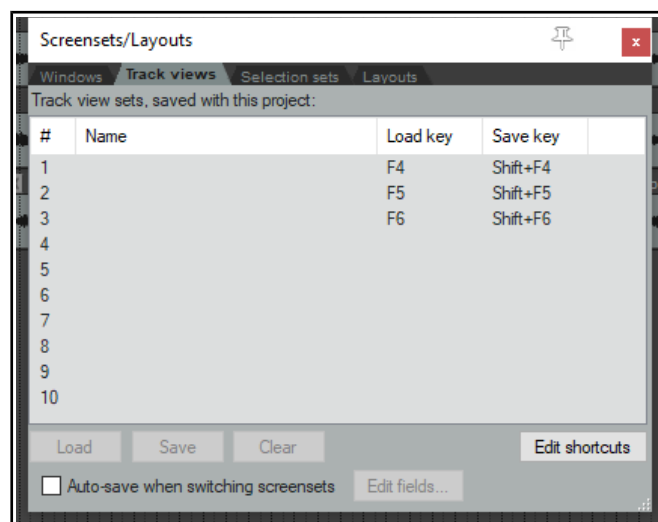 Screensets/Layouts x
Windows Track views Selection sets Layouts
Track view sets, saved with this project:
# Name Load key Save key
1 F4 Shift+F4
2 F5 Shift+F5
3 F6 Shift+F6
4
5
6
7
8
9
10
Load Save Clear Edit shortcuts
Auto-save when switching screensets Edit fields...